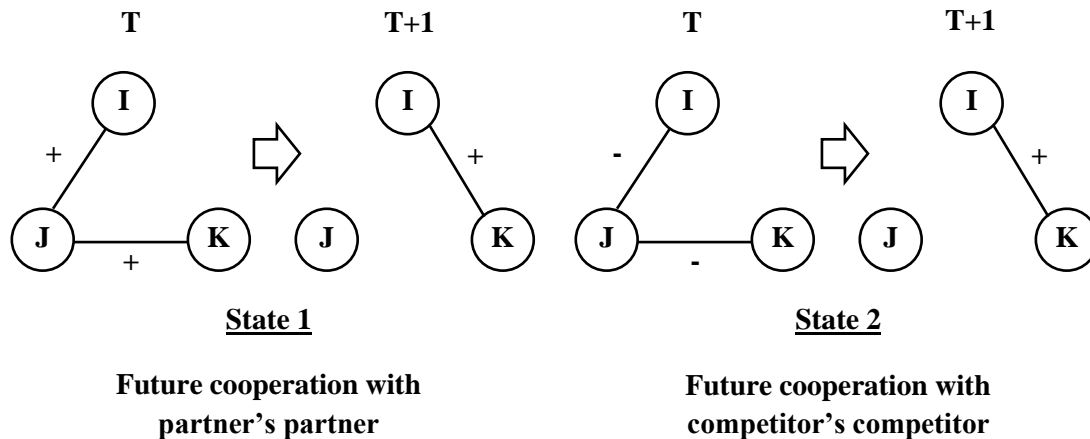 T T+1 T T+1
I I I I
+ + - +
J K J K J K J K
+ -
State 1 State 2
Future cooperation with Future cooperation with
partner's partner competitor's competitor